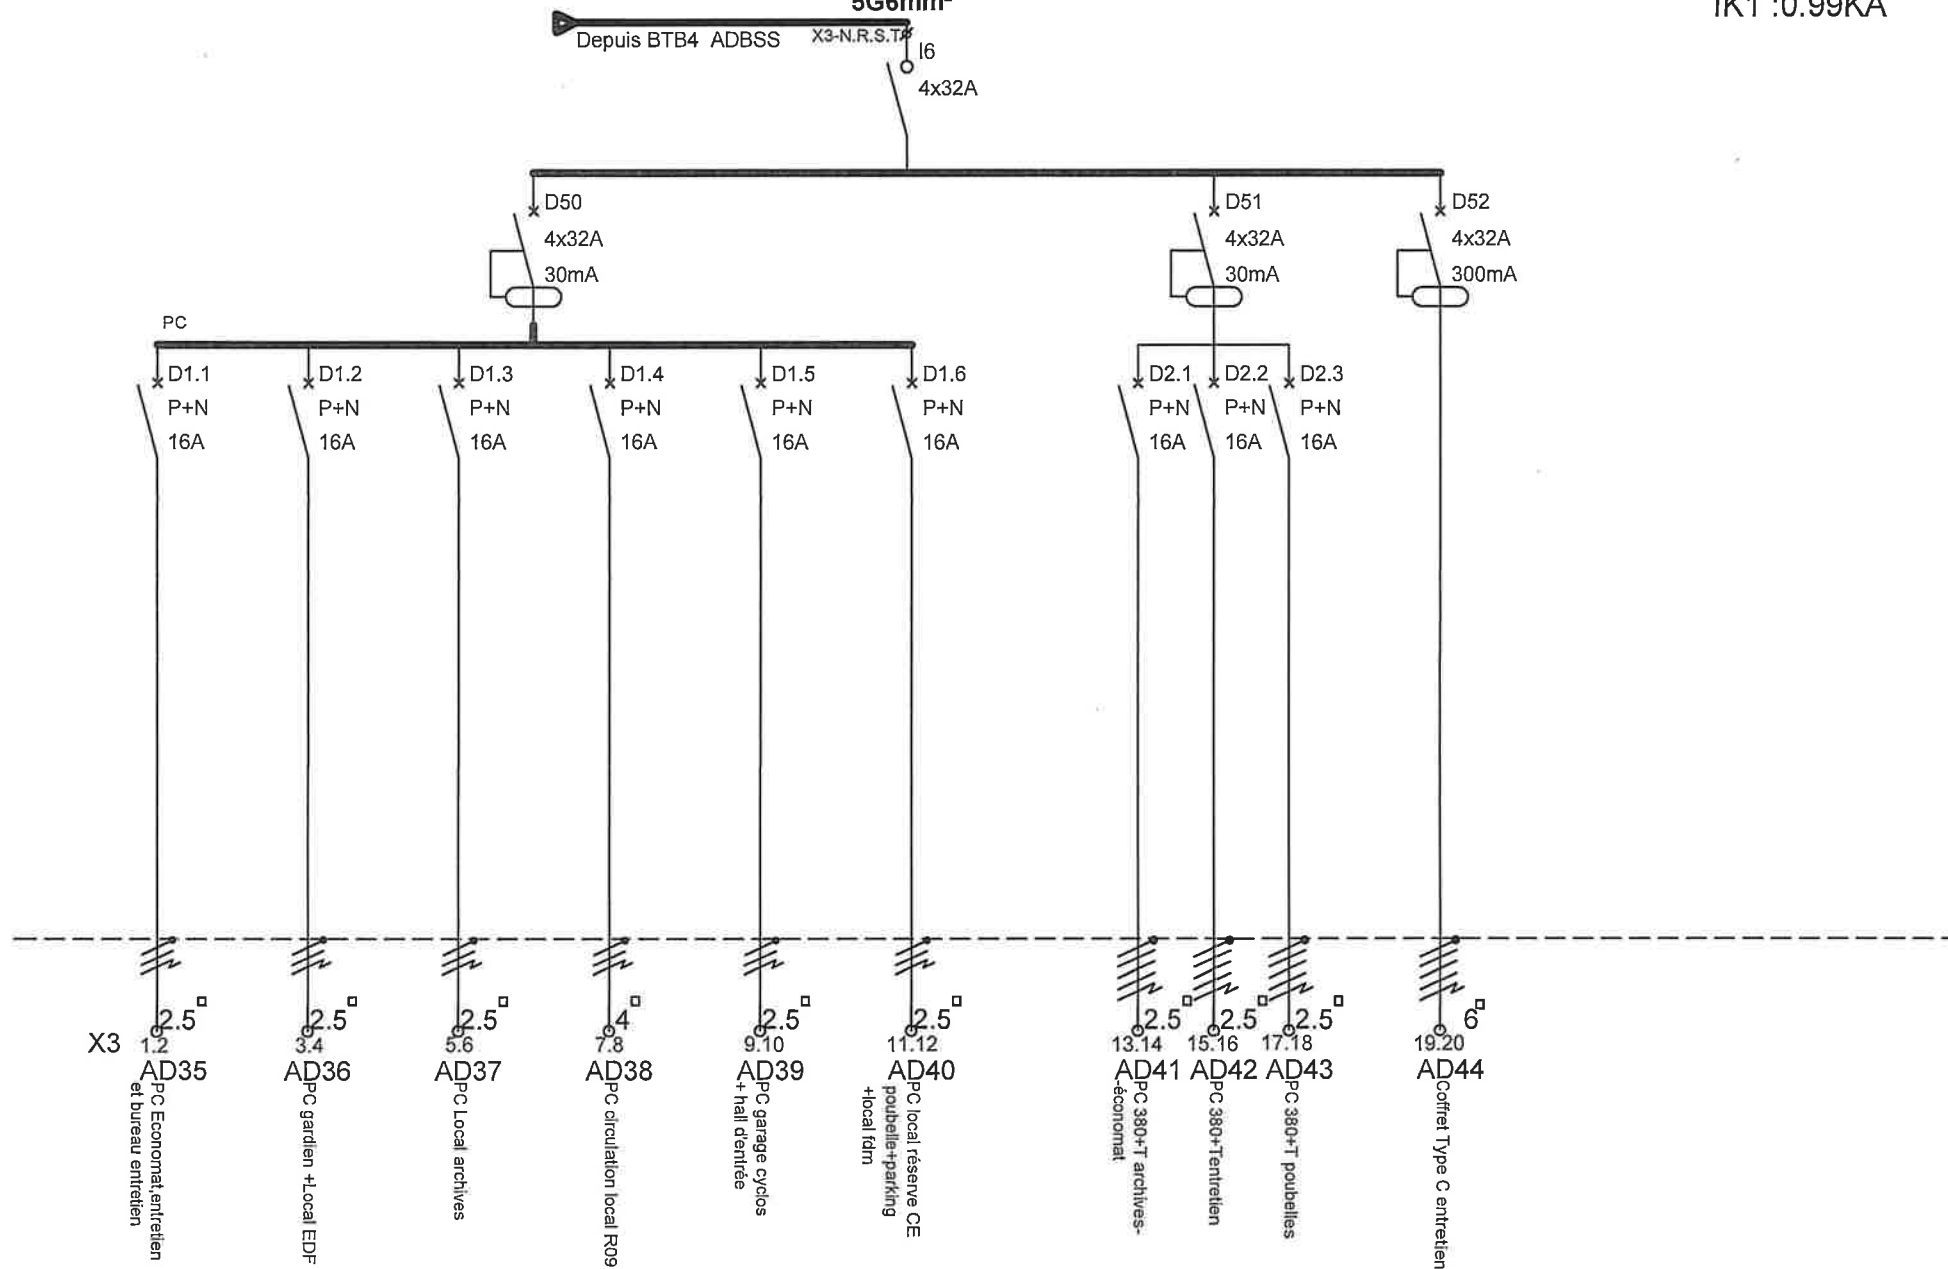 5G6mm²
IK1 :0.99KA
Depuis BTB4 ADBSS
X3-N.R.S.T
I6
4x32A
D50
4x32A
30mA
D51
4x32A
30mA
D52
4x32A
300mA
PC
D1.1
P+N
16A
D1.2
P+N
16A
D1.3
P+N
16A
D1.4
P+N
16A
D1.5
P+N
16A
D1.6
P+N
16A
D2.1
P+N
16A
D2.2
P+N
16A
D2.3
P+N
16A
X3
2.5
1.2
AD35
PC Economat,entretien
et bureau entretien
2.5
3.4
AD36
PC gardien +Local EDF
2.5
5.6
AD37
PC Local archives
4
7.8
AD38
PC circulation local R09
2.5
9.10
AD39
PC garage cyclos
+ hall d'entrée
2.5
11.12
AD40
PC local réserve CE
poubelle+parking
+local fdm
2.5
13.14
AD41
PC 380+T archives-
-économat
2.5
15.16
AD42
PC 380+Tentretien
2.5
17.18
AD43
PC 380+T poubelles
6
19.20
AD44
Coffret Type C entretien